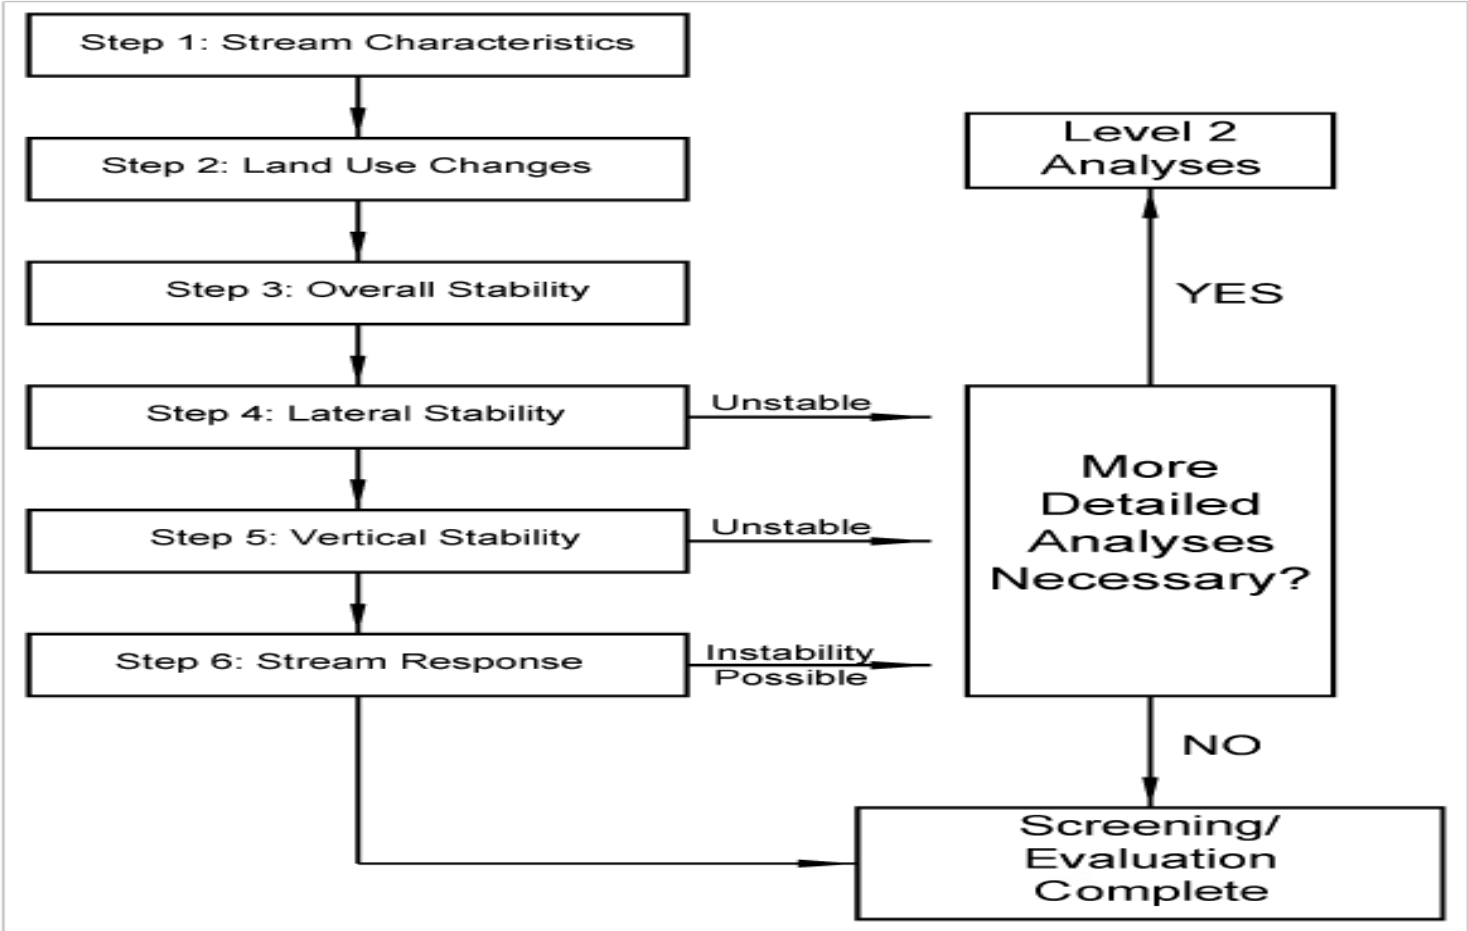 Step 1: Stream Characteristics
Step 2: Land Use Changes
Step 3: Overall Stability
Step 4: Lateral Stability
Unstable
Step 5: Vertical Stability
Unstable
Step 6: Stream Response
Instability
Possible
Level 2
Analyses
YES
More
Detailed
Analyses
Necessary?
NO
Screening/
Evaluation
Complete